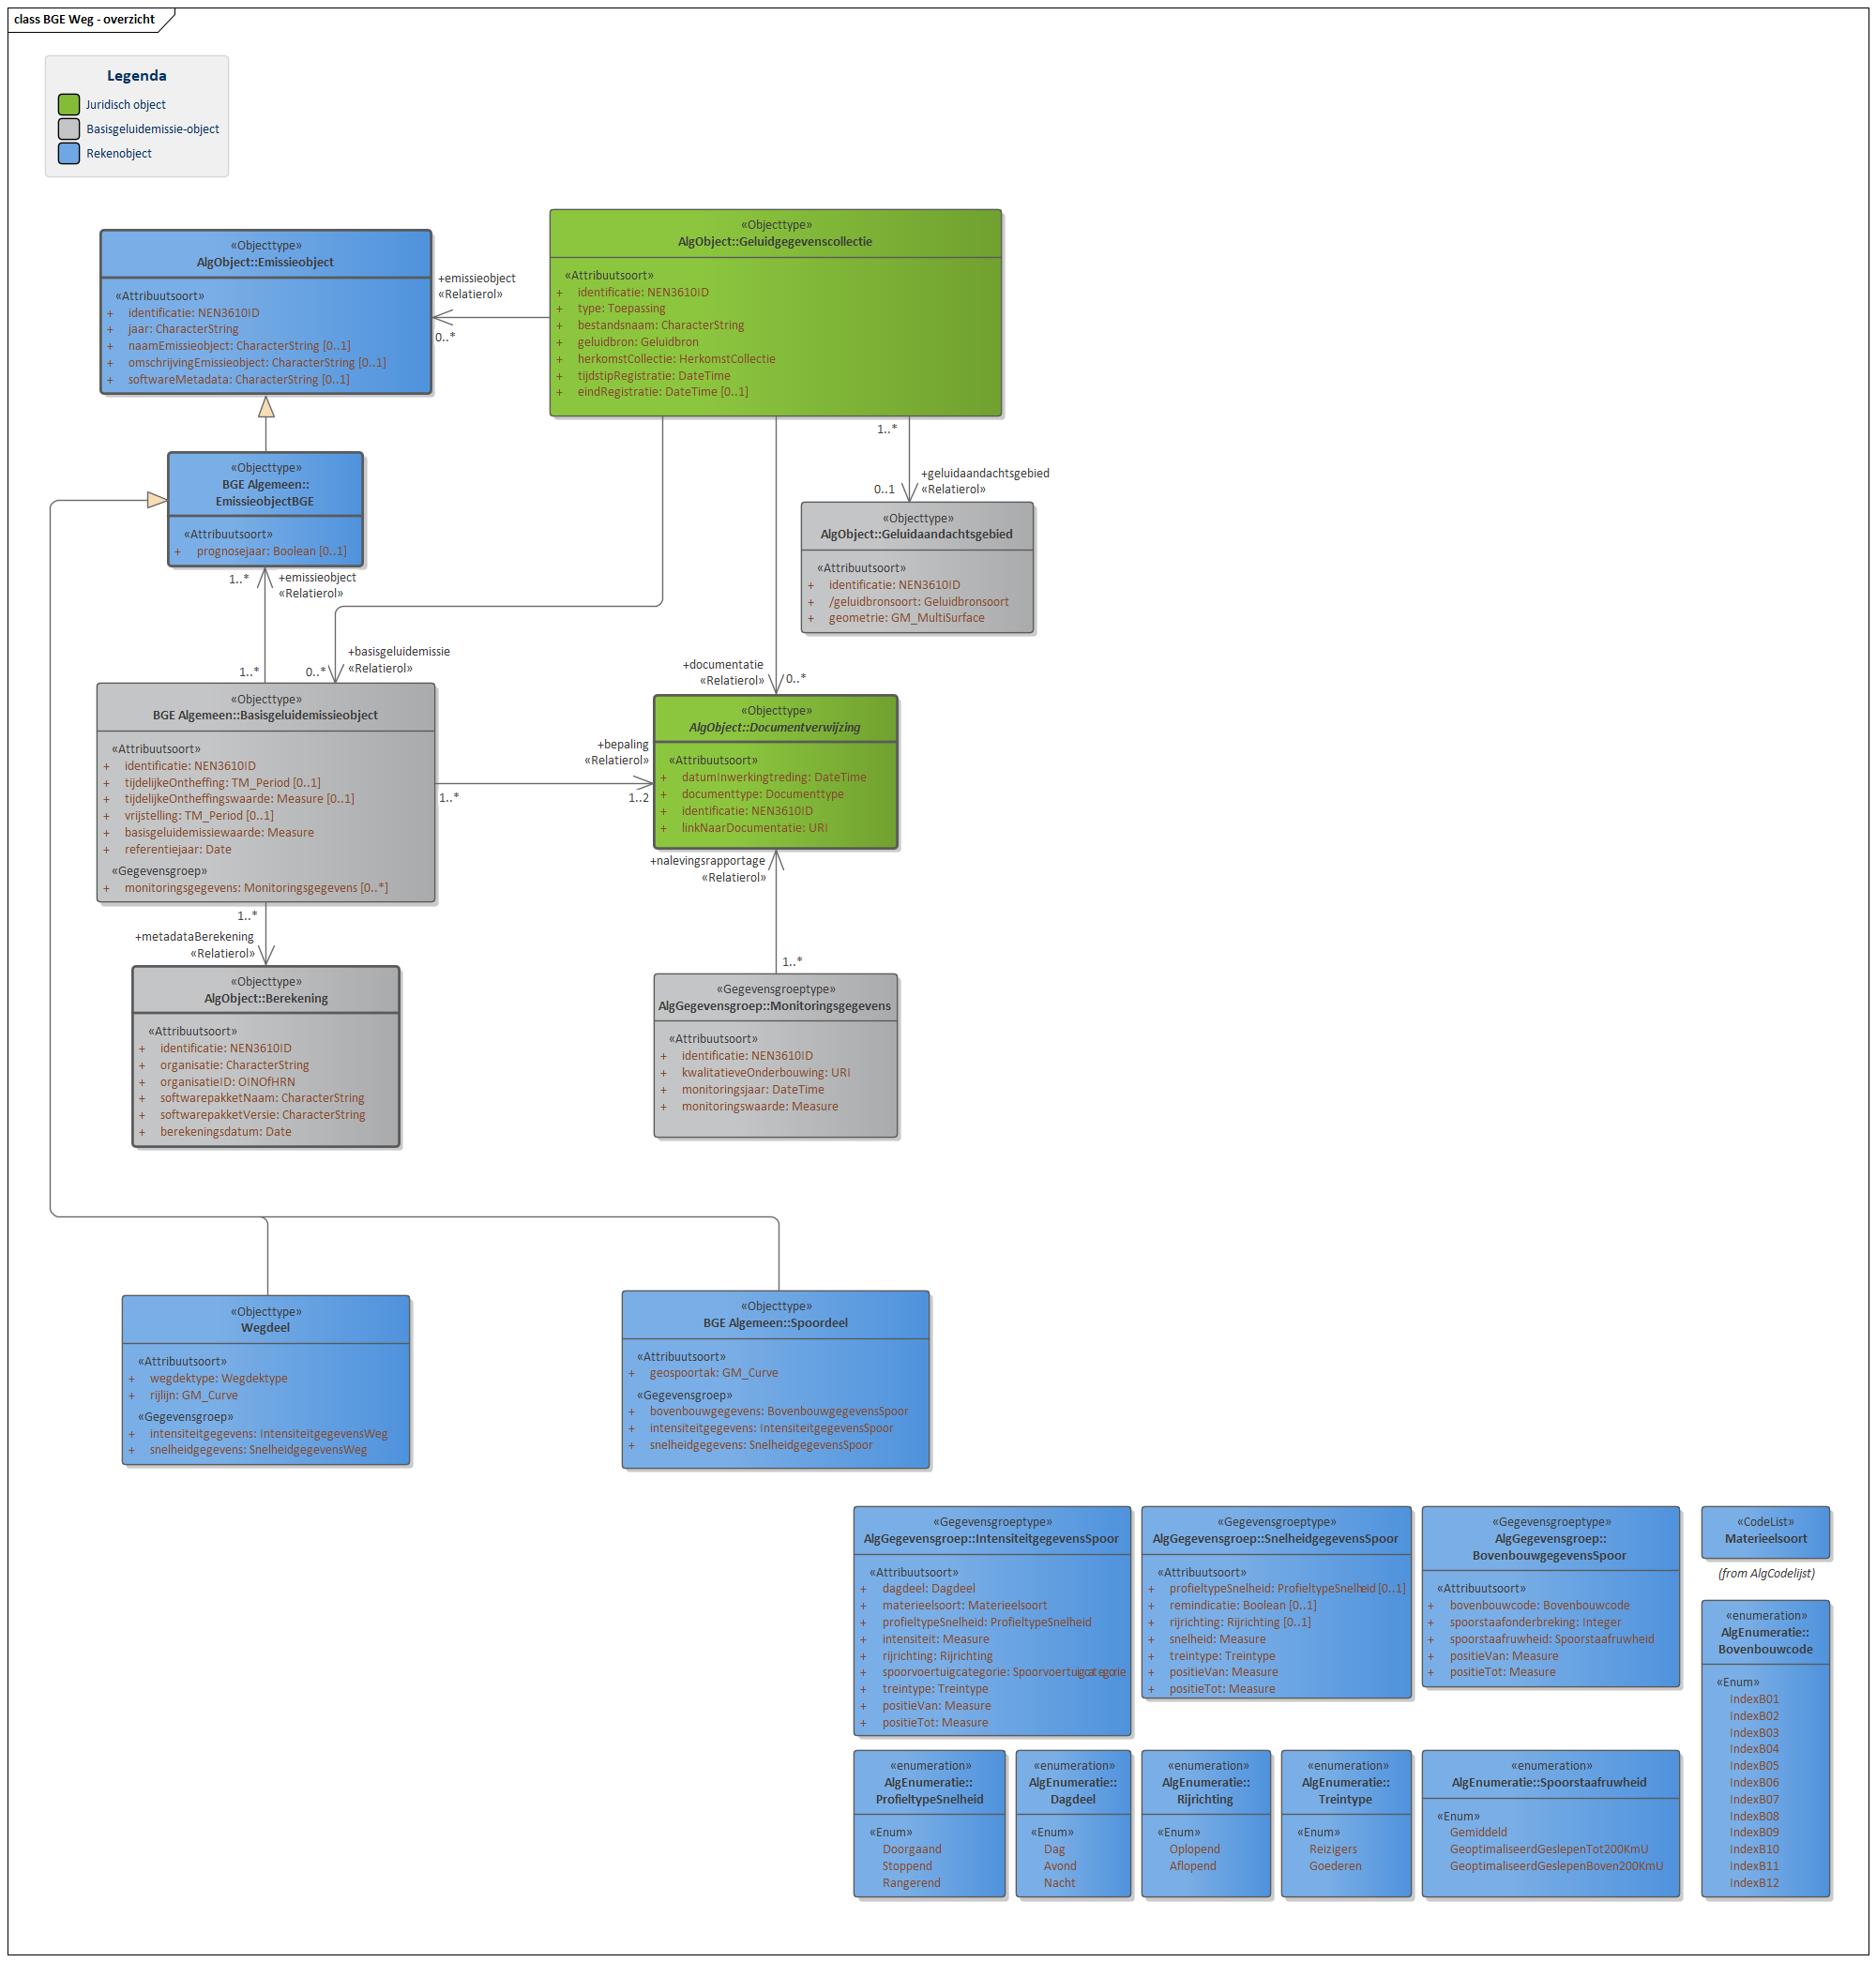 class BGE Weg - overzicht
Legenda
Juridisch object
Basisgeluidemissie-object
Rekenobject
«Objecttype»
AlgObject::Emissieobject
«Attribuutsoort»
+ identificatie: NEN3610ID
+ jaar: CharacterString
+ naamEmissieobject: CharacterString [0..1]
+ omschrijvingEmissieobject: CharacterString [0..1]
+ softwareMetadata: CharacterString [0..1]
+emissieobject
«Relatierol»
0..*
«Objecttype»
AlgObject::Geluidgegevenscollectie
«Attribuutsoort»
+ identificatie: NEN3610ID
+ type: Toepassing
+ bestandsnaam: CharacterString
+ geluidbron: Geluidbron
+ herkomstCollectie: HerkomstCollectie
+ tijdstipRegistratie: DateTime
+ eindRegistratie: DateTime [0..1]
1..*
+geluidaandachtsgebied
0..1 «Relatierol»
«Objecttype»
BGE Algemeen::
EmissieobjectBGE
«Attribuutsoort»
+ prognosejaar: Boolean [0..1]
1..* +emissieobject
«Relatierol»
«Objecttype»
AlgObject::Geluidaandachtsgebied
«Attribuutsoort»
+ identificatie: NEN3610ID
+ /geluidbronsoort: Geluidbronsoort
+ geometrie: GM_MultiSurface
1..*
+basisgeluidemissie
0..* «Relatierol»
+documentatie
«Relatierol» 0..*
«Objecttype»
BGE Algemeen::Basisgeluidemissieobject
«Attribuutsoort»
+ identificatie: NEN3610ID
+ tijdelijkeOntheffing: TM_Period [0..1]
+ tijdelijkeOntheffingswaarde: Measure [0..1]
+ vrijstelling: TM_Period [0..1]
+ basisgeluidemissiewaarde: Measure
+ referentiejaar: Date
«Gegevensgroep»
+ monitoringsgegevens: Monitoringsgegevens [0..*]
+bepaling
«Relatierol»
1..* 1..2
«Objecttype»
AlgObject::Documentverwijzing
«Attribuutsoort»
+ datumInwerkingtreding: DateTime
+ documenttype: Documenttype
+ identificatie: NEN3610ID
+ linkNaarDocumentatie: URI
+nalevingsrapportage
«Relatierol»
1..*
1..*
+metadataBerekening
«Relatierol»
«Objecttype»
AlgObject::Berekening
«Attribuutsoort»
+ identificatie: NEN3610ID
+ organisatie: CharacterString
+ organisatieID: OINOfHRN
+ softwarepakketNaam: CharacterString
+ softwarepakketVersie: CharacterString
+ berekeningsdatum: Date
«Gegevensgroeptype»
AlgGegevensgroep::Monitoringsgegevens
«Attribuutsoort»
+ identificatie: NEN3610ID
+ kwalitatieveOnderbouwing: URI
+ monitoringsjaar: DateTime
+ monitoringswaarde: Measure
«Objecttype»
Wegdeel
«Attribuutsoort»
+ wegdektype: Wegdektype
+ rijlijn: GM_Curve
«Gegevensgroep»
+ intensiteitgegevens: IntensiteitgegevensWeg
+ snelheidgegevens: SnelheidgegevensWeg
«Objecttype»
BGE Algemeen::Spoordeel
«Attribuutsoort»
+ geospoortak: GM_Curve
«Gegevensgroep»
+ bovenbouwgegevens: BovenbouwgegevensSpoor
+ intensiteitgegevens: IntensiteitgegevensSpoor
+ snelheidgegevens: SnelheidgegevensSpoor
«Gegevensgroeptype»
AlgGegevensgroep::IntensiteitgegevensSpoor
«Attribuutsoort»
+ dagdeel: Dagdeel
+ materieelsoort: Materieelsoort
+ profieltypeSnelheid: ProfieltypeSnelheid
+ intensiteit: Measure
+ rijrichting: Rijrichting
+ spoorvoertuigcategorie: Spoorvoertuigcategorie
+ treintype: Treintype
+ positieVan: Measure
+ positieTot: Measure
«Gegevensgroeptype»
AlgGegevensgroep::SnelheidgegevensSpoor
«Attribuutsoort»
+ profieltypeSnelheid: ProfieltypeSnelheid [0..1]
+ remindicatie: Boolean [0..1]
+ rijrichting: Rijrichting [0..1]
+ snelheid: Measure
+ treintype: Treintype
+ positieVan: Measure
+ positieTot: Measure
«Gegevensgroeptype»
AlgGegevensgroep::
BovenbouwgegevensSpoor
«Attribuutsoort»
+ bovenbouwcode: Bovenbouwcode
+ spoorstaafonderbreking: Integer
+ spoorstaafruwheid: Spoorstaafruwheid
+ positieVan: Measure
+ positieTot: Measure
«CodeList»
Materieelsoort
(from AlgCodelijst)
«enumeration»
AlgEnumeratie::
Bovenbouwcode
«Enum»
IndexB01
IndexB02
IndexB03
IndexB04
IndexB05
IndexB06
IndexB07
IndexB08
IndexB09
IndexB10
IndexB11
IndexB12
«enumeration»
AlgEnumeratie::
ProfieltypeSnelheid
«Enum»
Doorgaand
Stoppend
Rangerend
«enumeration»
AlgEnumeratie::
Dagdeel
«Enum»
Dag
Avond
Nacht
«enumeration»
AlgEnumeratie::
Rijrichting
«Enum»
Oplopend
Aflopend
«enumeration»
AlgEnumeratie::
Treintype
«Enum»
Reizigers
Goederen
«enumeration»
AlgEnumeratie::Spoorstaafruwheid
«Enum»
Gemiddeld
GeoptimaliseerdGeslepenTot200KmU
GeoptimaliseerdGeslepenBoven200KmU